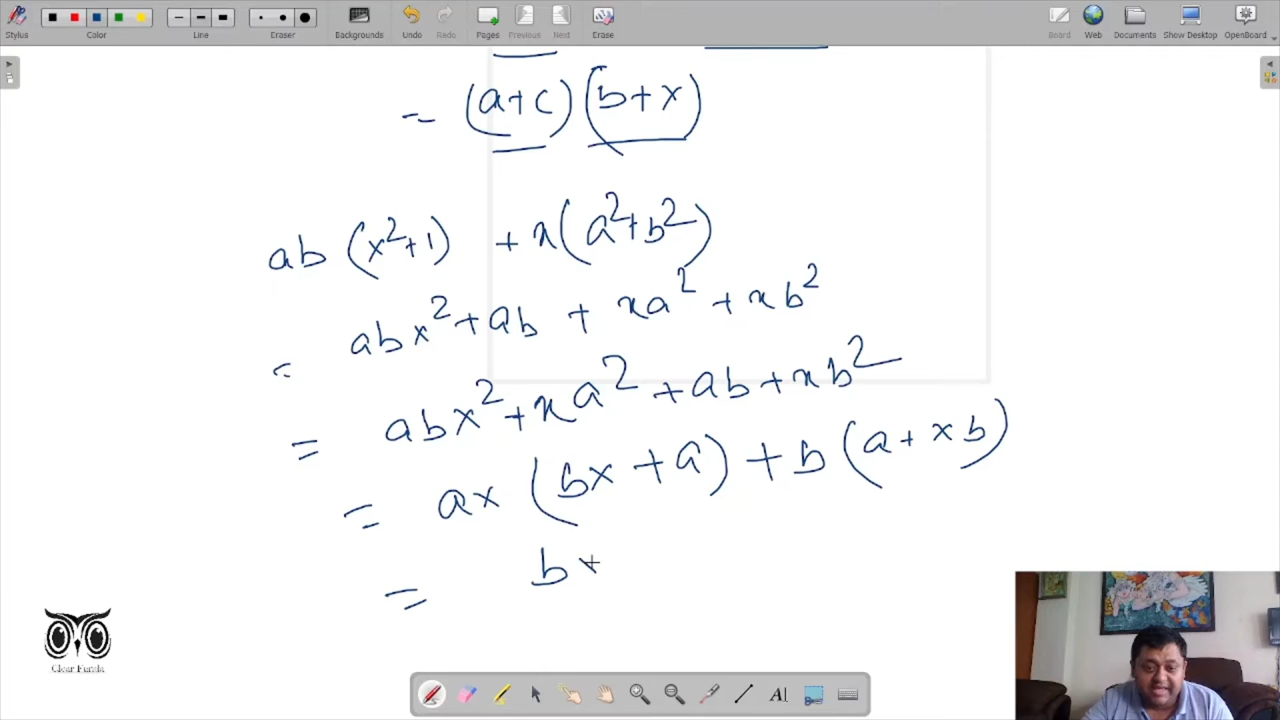 Stylus Color Line Eraser Backgrounds Undo Redo Pages Previous Next Erase Board Web Documents Show Desktop OpenBoard
= (a+c)(b+x)
ab (x²+1) + x(a²+b²)
= abx²+ab + xa² + xb²
= abx²+xa²+ab+xb²
= ax (bx+a)+b(a+xb)
= bx
Clear Funda